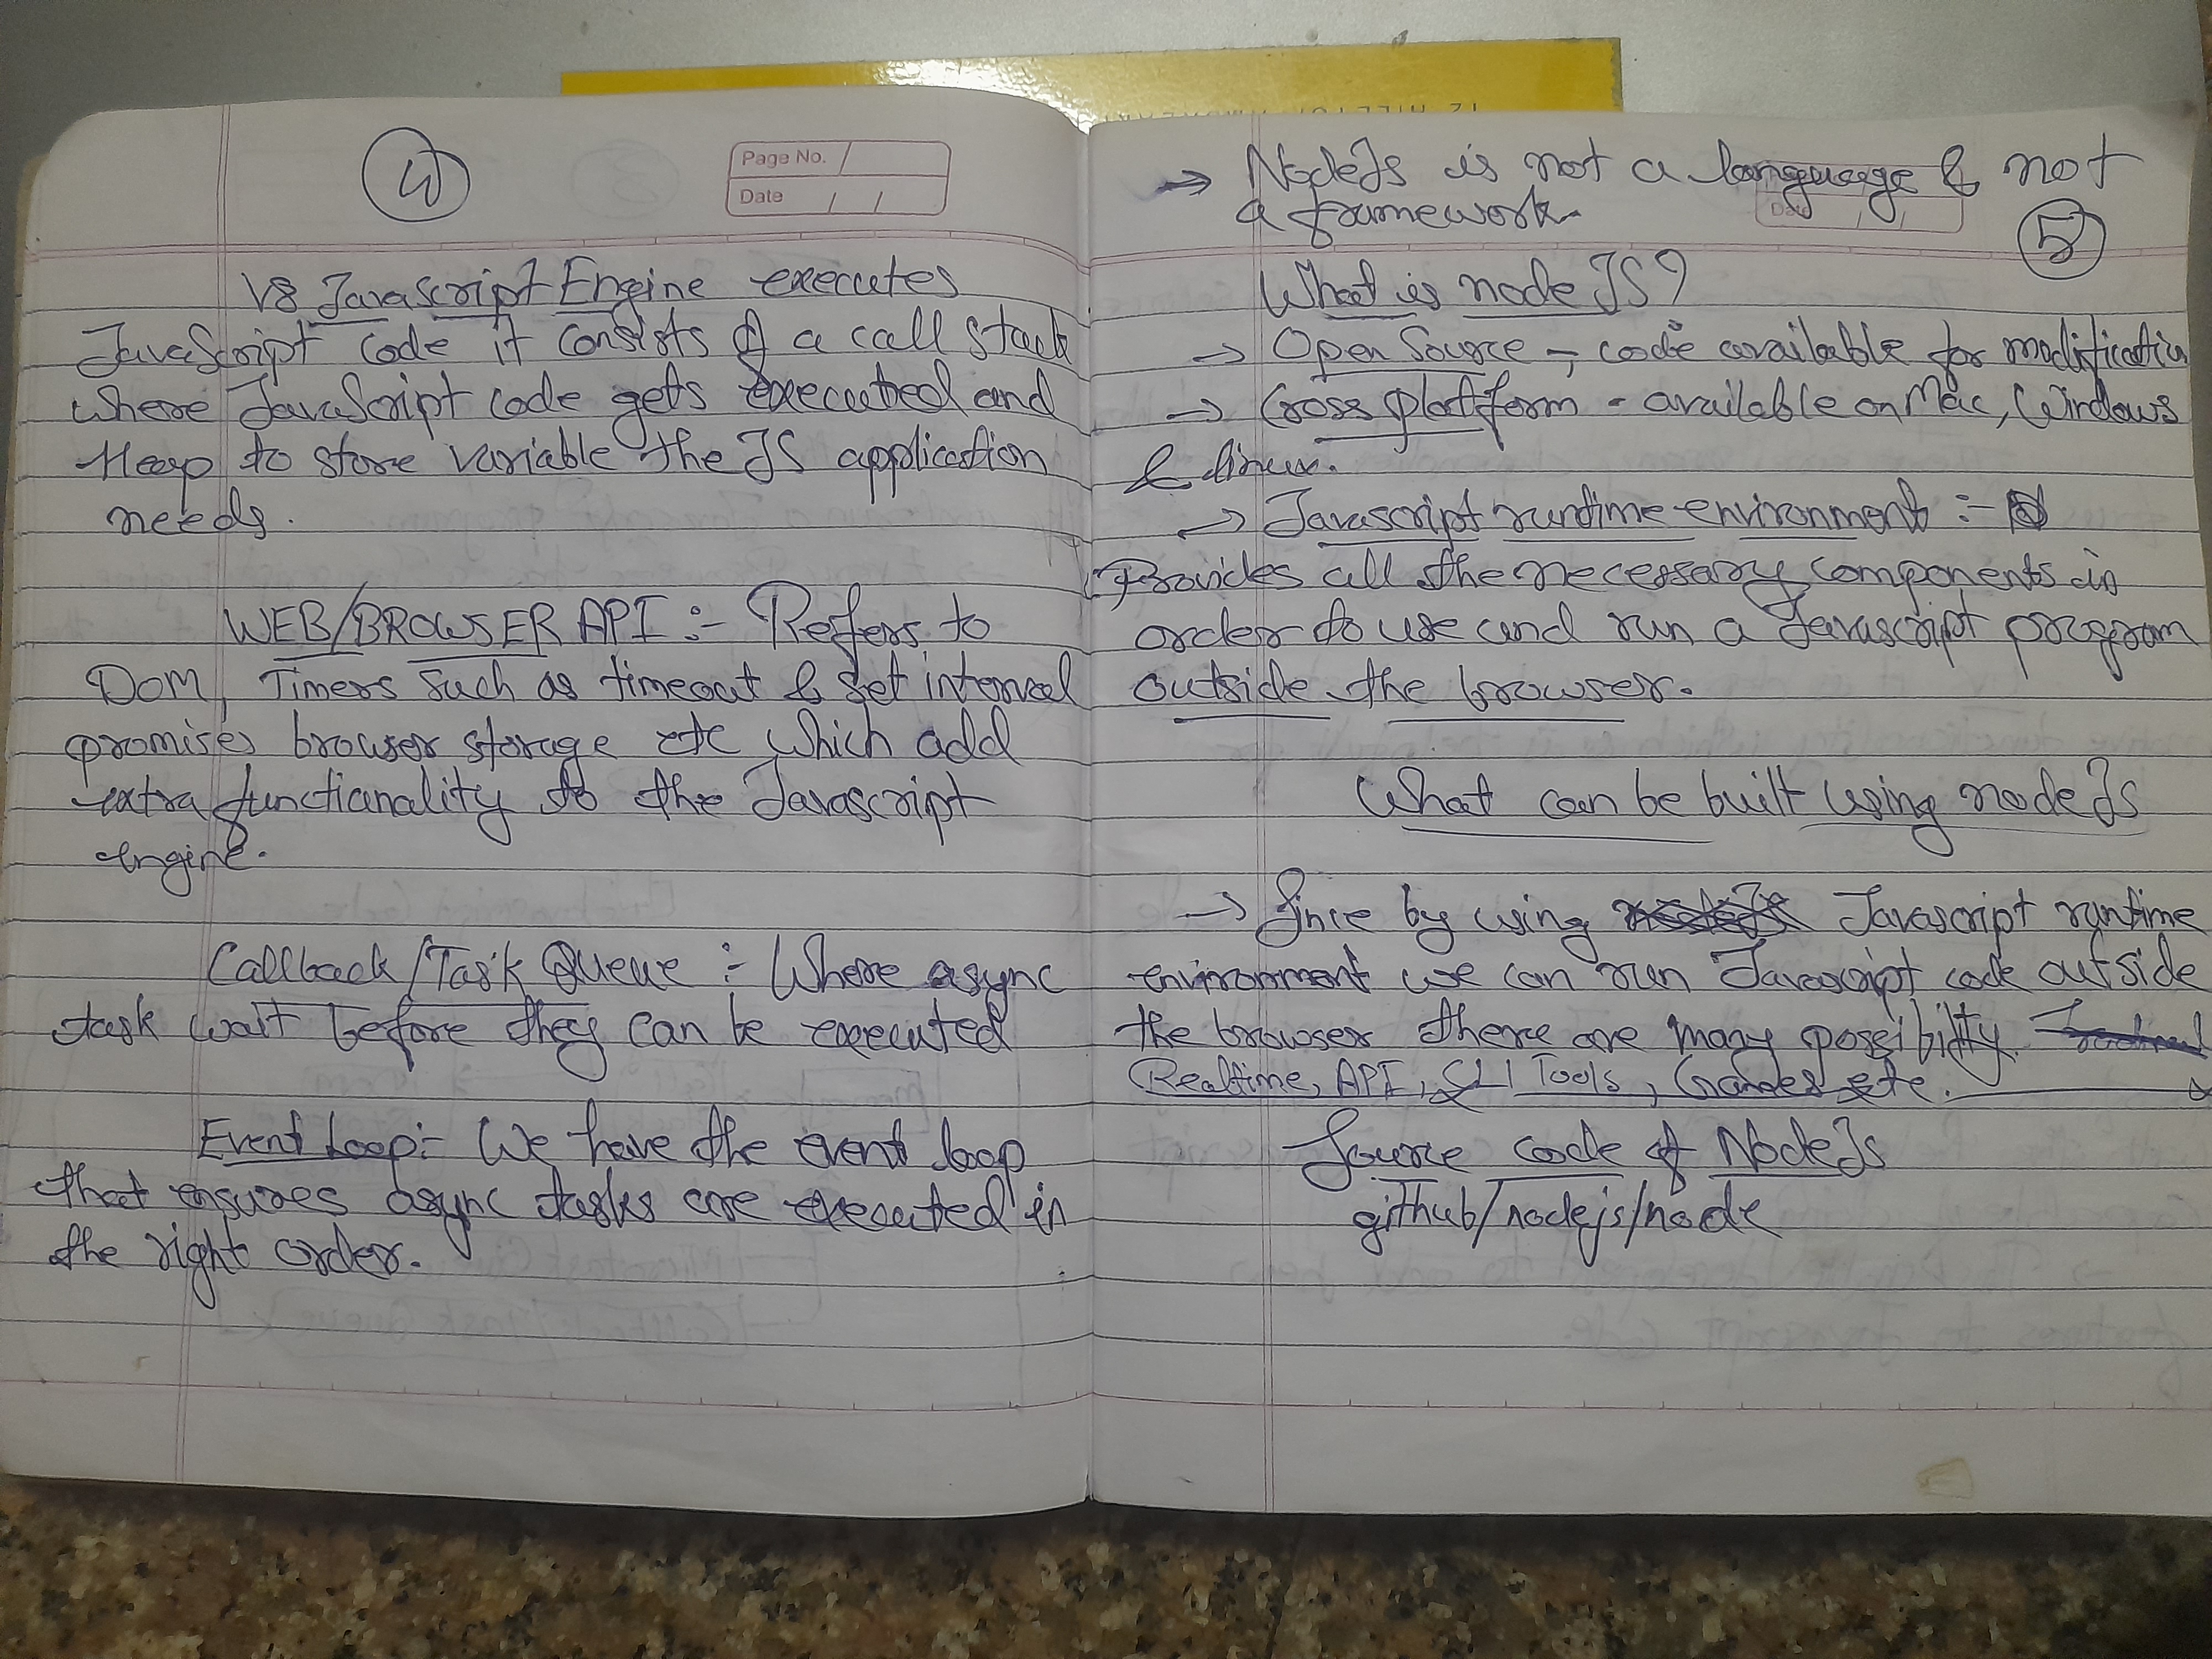 4
Page No.
Date / /
V8 JavaScript Engine executes
JavaScript code it consists of a call stack
where JavaScript code gets executed and
Heap to store variable the JS application
needs.
WEB/BROWSER API :- Refers to
DOM, Timers such as timeout & set interval
promises browser storage etc which add
extra functionality to the Javascript
engine.
Callback/Task Queue :- Where async
task wait before they can be executed
Event Loop:- We have the event loop
that ensures async tasks are executed in
the right order.
→ NodeJs is not a language & not
a framework.
Date / /
5
What is node JS?
→ Open Source - code available for modification
→ Cross platform - available on Mac, Windows
& linux.
→ Javascript runtime environment :-
Provides all the necessary components in
order to use and run a Javascript program
outside the browser.
What can be built using nodeJs
→ Since by using Javascript runtime
environment we can run Javascript code outside
the browser there are many possibility.
Realtime, API, CLI Tools, Games etc.
Source code of NodeJs
github/nodejs/node